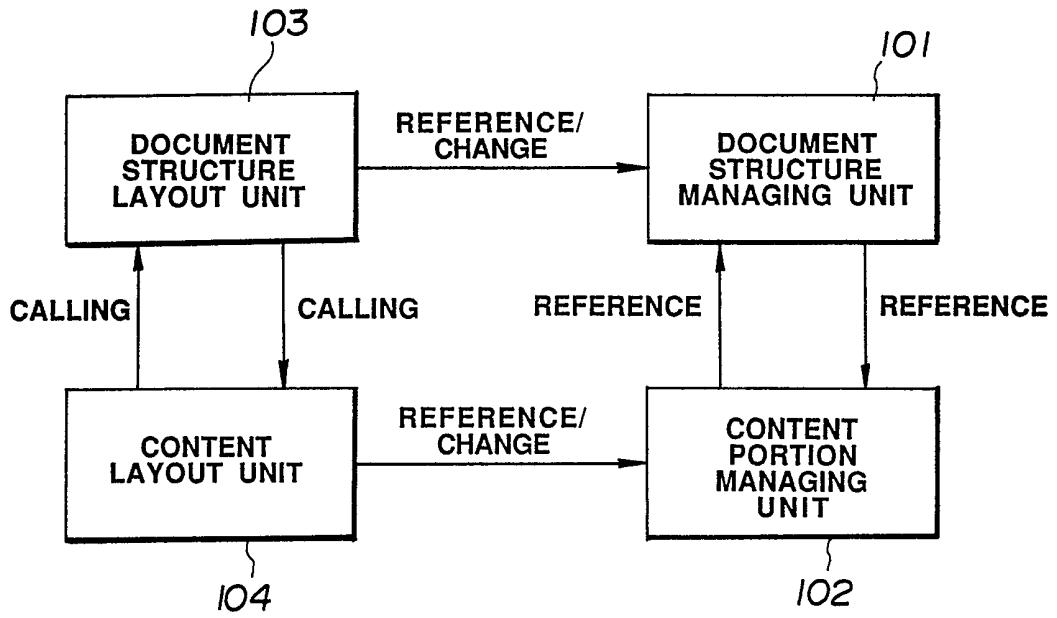 103
101
DOCUMENT
STRUCTURE
LAYOUT UNIT
REFERENCE/
CHANGE
DOCUMENT
STRUCTURE
MANAGING UNIT
CALLING
CALLING
REFERENCE
REFERENCE
CONTENT
LAYOUT UNIT
REFERENCE/
CHANGE
CONTENT
PORTION
MANAGING
UNIT
104
102